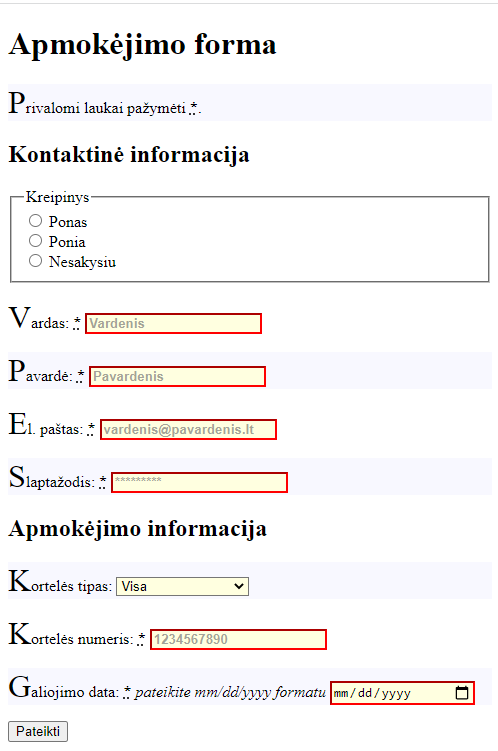 Apmokėjimo forma
Privalomi laukai pažymėti *.
Kontaktinė informacija
Kreipinys
Ponas
Ponia
Nesakysiu
Vardas: * Vardenis
Pavardė: * Pavardenis
El. paštas: * vardenis@pavardenis.lt
Slaptažodis: * *********
Apmokėjimo informacija
Kortelės tipas: Visa
Kortelės numeris: * 1234567890
Galiojimo data: * pateikite mm/dd/yyyy formatu mm/dd/yyyy
Pateikti